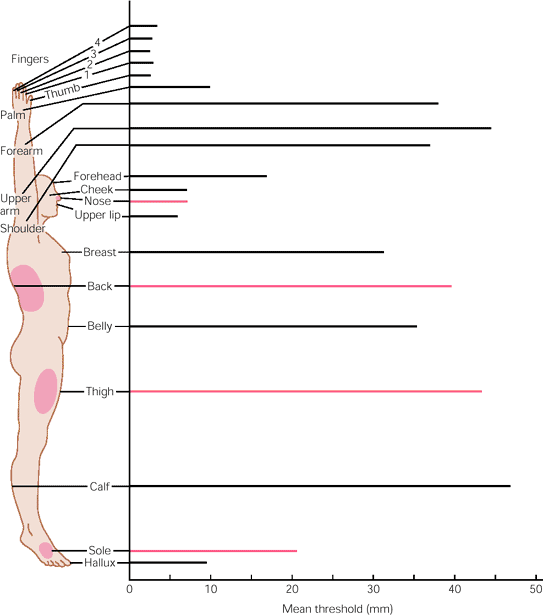 Fingers
4
3
2
1
Thumb
Palm
Forearm
Upper
arm
Shoulder
Forehead
Cheek
Nose
Upper lip
Breast
Back
Belly
Thigh
Calf
Sole
Hallux
0 10 20 30 40 50
Mean threshold (mm)